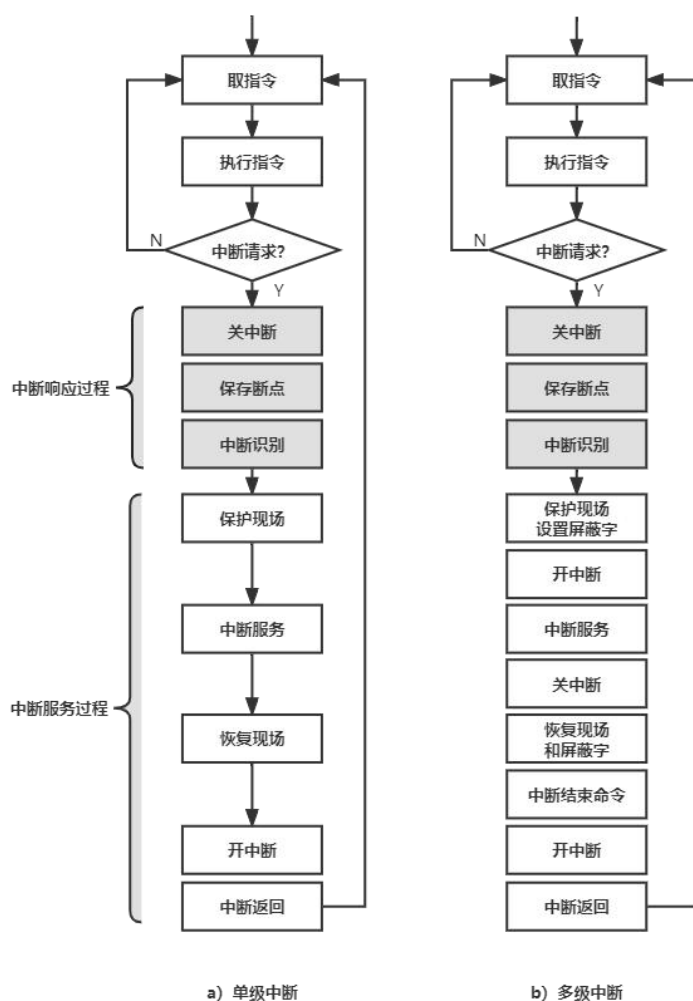 取指令
执行指令
中断请求?
N
Y
关中断
保存断点
中断识别
中断响应过程
保护现场
中断服务
恢复现场
开中断
中断返回
中断服务过程
a）单级中断
取指令
执行指令
中断请求?
N
Y
关中断
保存断点
中断识别
保护现场
设置屏蔽字
开中断
中断服务
关中断
恢复现场
和屏蔽字
中断结束命令
开中断
中断返回
b）多级中断